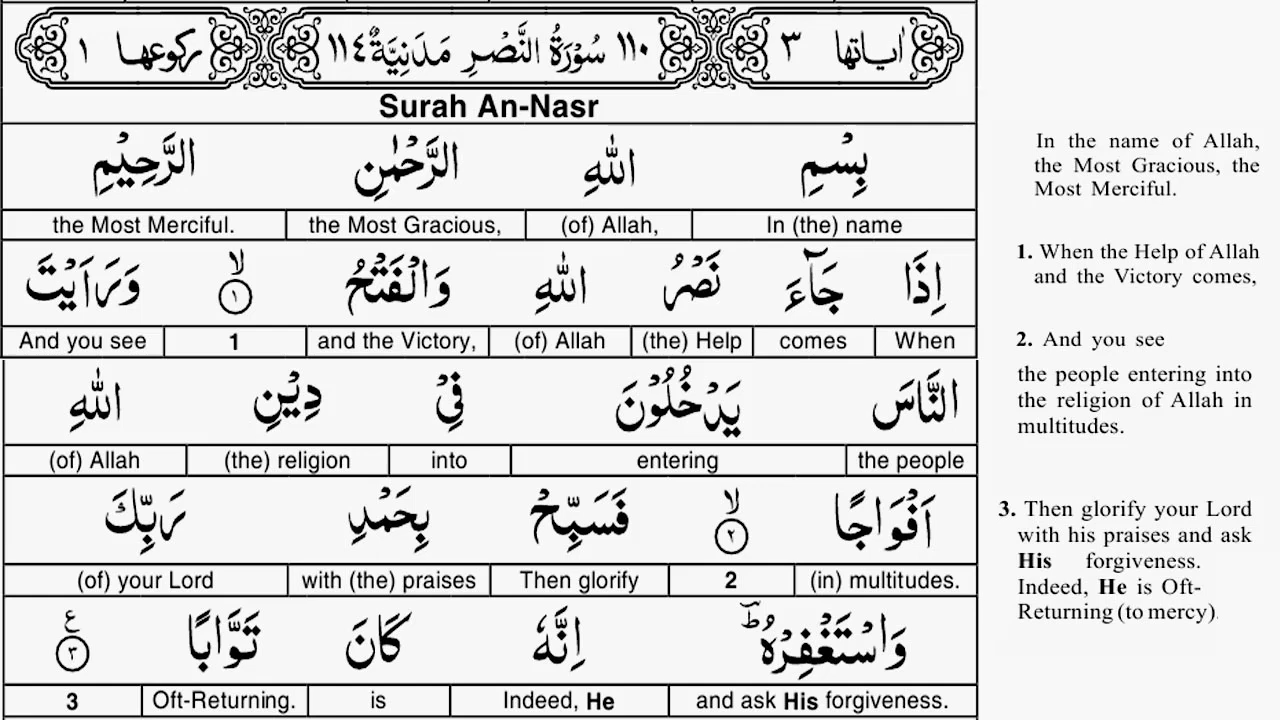 اٰیاتھا ٣ ١١٠ سُوْرَةُ النَّصْرِ مَدَنِيَّةٌ ١١٤ رکوعھا ١
Surah An-Nasr
بِسْمِ اللّٰهِ الرَّحْمٰنِ الرَّحِيْمِ
the Most Merciful. the Most Gracious, (of) Allah, In (the) name
اِذَا جَآءَ نَصْرُ اللّٰهِ وَالْفَتْحُ ۙ ١ وَرَاَيْتَ
And you see 1 and the Victory, (of) Allah (the) Help comes When
النَّاسَ يَدْخُلُوْنَ فِيْ دِيْنِ اللّٰهِ
(of) Allah (the) religion into entering the people
اَفْوَاجًا ۙ ٢ فَسَبِّحْ بِحَمْدِ رَبِّكَ
(of) your Lord with (the) praises Then glorify 2 (in) multitudes.
وَاسْتَغْفِرْهُ ؕ اِنَّهٗ كَانَ تَوَّابًا ٣ ع
3 Oft-Returning. is Indeed, He and ask His forgiveness.
In the name of Allah,
the Most Gracious, the
Most Merciful.
1. When the Help of Allah
and the Victory comes,
2. And you see
the people entering into
the religion of Allah in
multitudes.
3. Then glorify your Lord
with his praises and ask
His forgiveness.
Indeed, He is Oft-
Returning (to mercy)